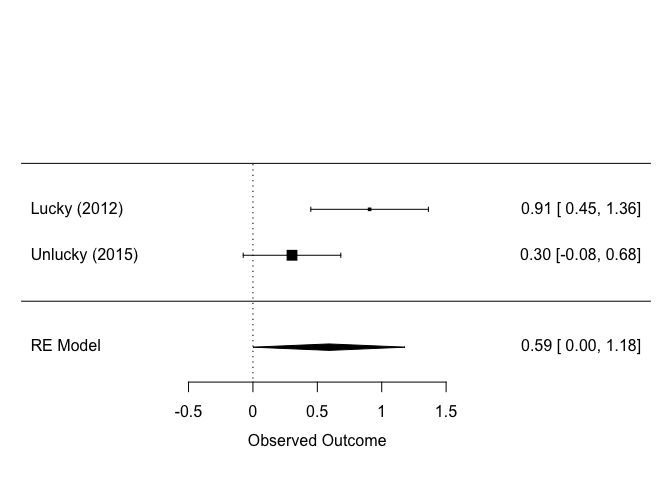 Lucky (2012) 0.91 [ 0.45, 1.36]
Unlucky (2015) 0.30 [-0.08, 0.68]
RE Model 0.59 [ 0.00, 1.18]
-0.5 0 0.5 1 1.5
Observed Outcome